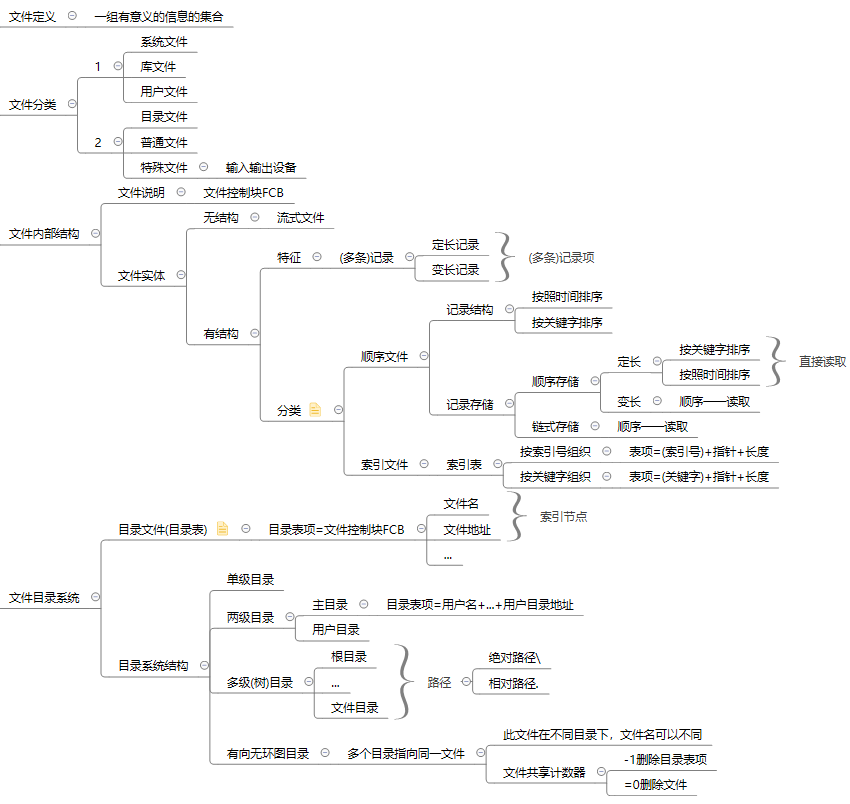 文件定义
一组有意义的信息的集合
文件分类
1
系统文件
库文件
用户文件
2
目录文件
普通文件
特殊文件
输入输出设备
文件内部结构
文件说明
文件控制块FCB
文件实体
无结构
流式文件
有结构
特征
(多条)记录
定长记录
变长记录
(多条)记录项
分类
顺序文件
记录结构
按照时间排序
按关键字排序
记录存储
顺序存储
定长
按关键字排序
按照时间排序
直接读取
变长
顺序——读取
链式存储
顺序——读取
索引文件
索引表
按索引号组织
表项=(索引号)+指针+长度
按关键字组织
表项=(关键字)+指针+长度
文件目录系统
目录文件(目录表)
目录表项=文件控制块FCB
文件名
文件地址
...
索引节点
目录系统结构
单级目录
两级目录
主目录
目录表项=用户名+...+用户目录地址
用户目录
多级(树)目录
根目录
...
文件目录
路径
绝对路径\
相对路径.
有向无环图目录
多个目录指向同一文件
此文件在不同目录下，文件名可以不同
文件共享计数器
-1删除目录表项
=0删除文件